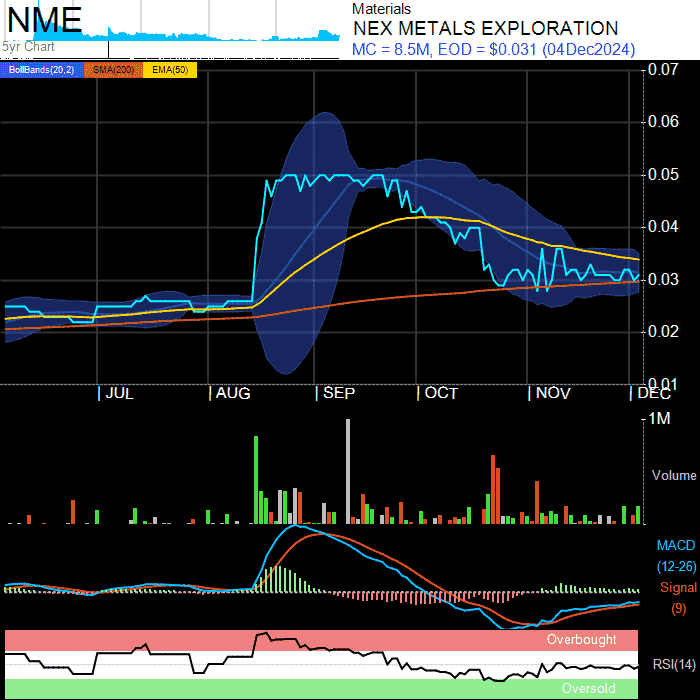 NME
5yr Chart
Materials
NEX METALS EXPLORATION
MC = 8.5M, EOD = $0.031 (04Dec2024)
BollBands(20,2) SMA(200) EMA(50)
0.07
0.06
0.05
0.04
0.03
0.02
0.01
JUL AUG SEP OCT NOV DEC
1M
Volume
MACD
(12-26)
Signal
(9)
Overbought
RSI(14)
Oversold